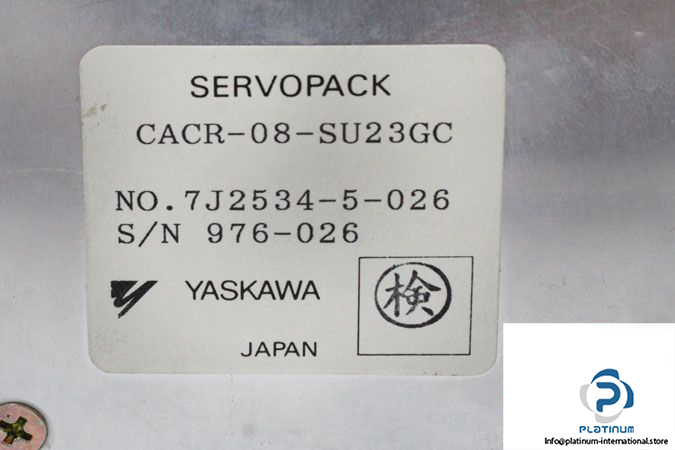 SERVOPACK
CACR-08-SU23GC
NO.7J2534-5-026
S/N 976-026
YASKAWA
検
JAPAN
PLATINUM
Info@platinum-international.store